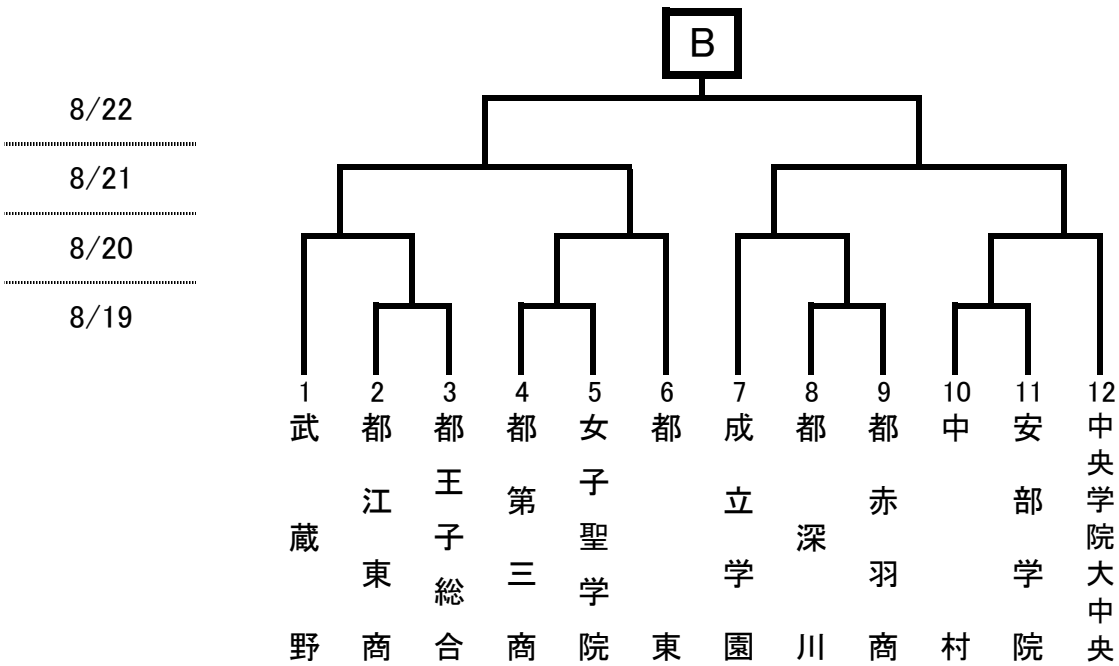 B
8/22
8/21
8/20
8/19
1
武蔵野
2
都江東商
3
都王子総合
4
都第三商
5
女子聖学院
6
都東
7
成立学園
8
都深川
9
都赤羽商
10
中村
11
安部学院
12
中央学院大中央